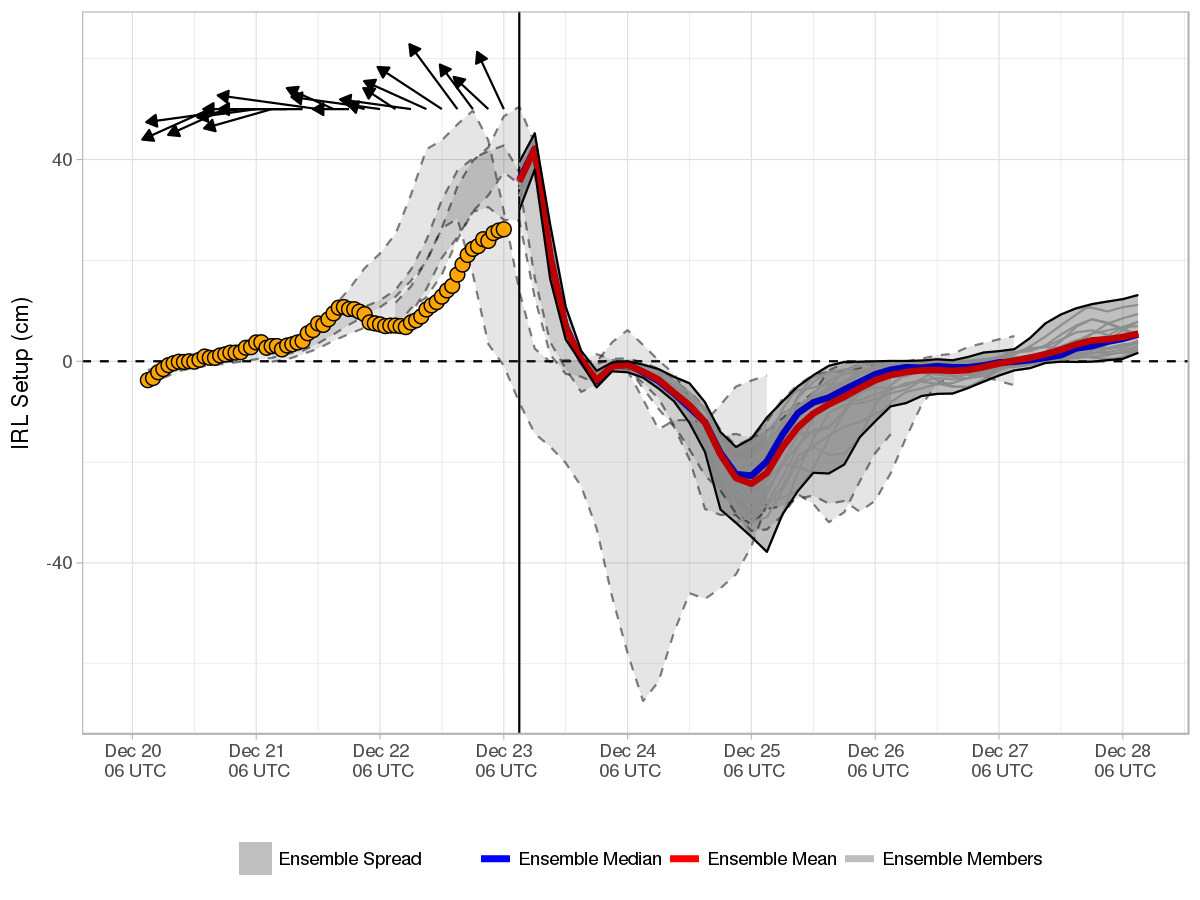 IRL Setup (cm)
40
0
-40
Dec 20 Dec 21 Dec 22 Dec 23 Dec 24 Dec 25 Dec 26 Dec 27 Dec 28
06 UTC 06 UTC 06 UTC 06 UTC 06 UTC 06 UTC 06 UTC 06 UTC 06 UTC
Ensemble Spread Ensemble Median Ensemble Mean Ensemble Members